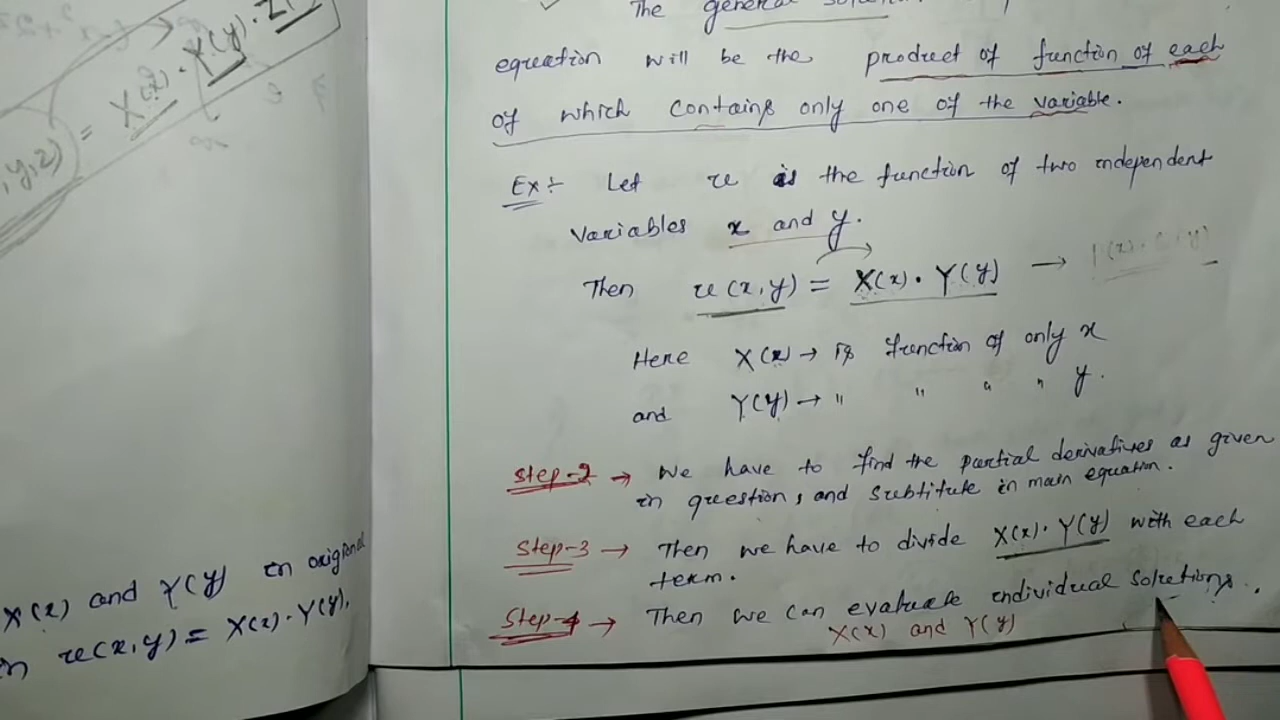 , y, z) = X(x) · Y(y) · Z(
The general
equation will be the product of function of each
of which contains only one of the variable.
Ex:- Let u is the function of two independent
variables x and y.
Then u(x,y) = X(x) · Y(y) →
Here X(x) → is function of only x
and Y(y) → " " " " y.
Step-2 → We have to find the partial derivatives as given
in question, and subtitute in main equation.
Step-3 → Then we have to divide X(x) · Y(y) with each
term.
Step-4 → Then we can evaluate individual solutions.
X(x) and Y(y)
X(x) and Y(y) in original
in u(x,y) = X(x) · Y(y).